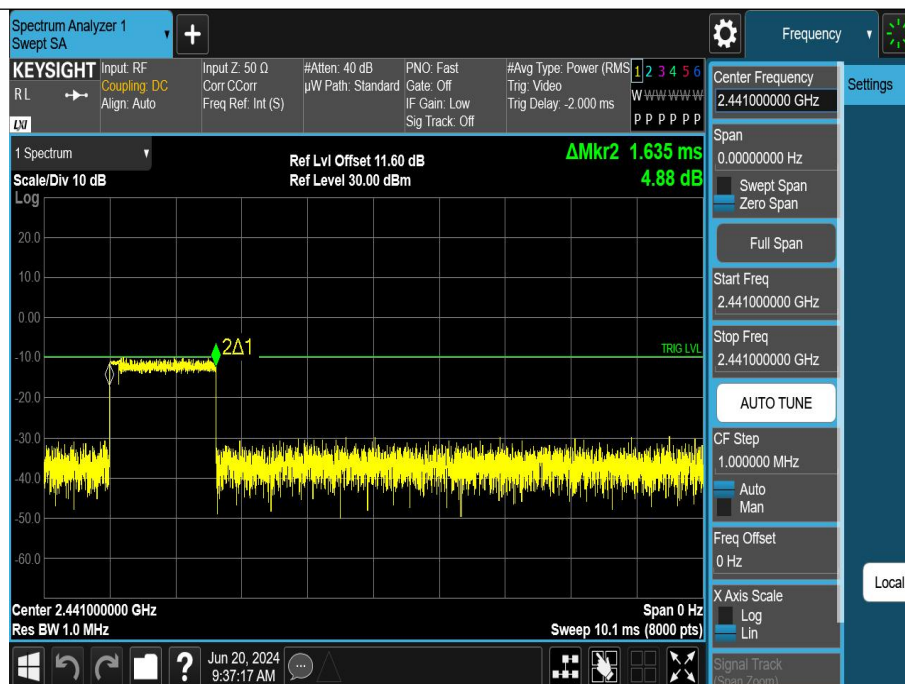 Spectrum Analyzer 1
Swept SA
Frequency
KEYSIGHT
RL
LXI
Input: RF
Coupling: DC
Align: Auto
Input Z: 50 Ω
Corr CCorr
Freq Ref: Int (S)
#Atten: 40 dB
µW Path: Standard
PNO: Fast
Gate: Off
IF Gain: Low
Sig Track: Off
#Avg Type: Power (RMS
Trig: Video
Trig Delay: -2.000 ms
1 2 3 4 5 6
W W W W W W
P P P P P P
1 Spectrum
Scale/Div 10 dB
Log
Ref Lvl Offset 11.60 dB
Ref Level 30.00 dBm
ΔMkr2 1.635 ms
4.88 dB
20.0
10.0
0.00
-10.0
-20.0
-30.0
-40.0
-50.0
-60.0
2Δ1
TRIG LVL
Center 2.441000000 GHz
Res BW 1.0 MHz
Span 0 Hz
Sweep 10.1 ms (8000 pts)
Jun 20, 2024
9:37:17 AM
Center Frequency
2.441000000 GHz
Span
0.00000000 Hz
Swept Span
Zero Span
Full Span
Start Freq
2.441000000 GHz
Stop Freq
2.441000000 GHz
AUTO TUNE
CF Step
1.000000 MHz
Auto
Man
Freq Offset
0 Hz
X Axis Scale
Log
Lin
Signal Track
(Span Zoom)
Settings
Local